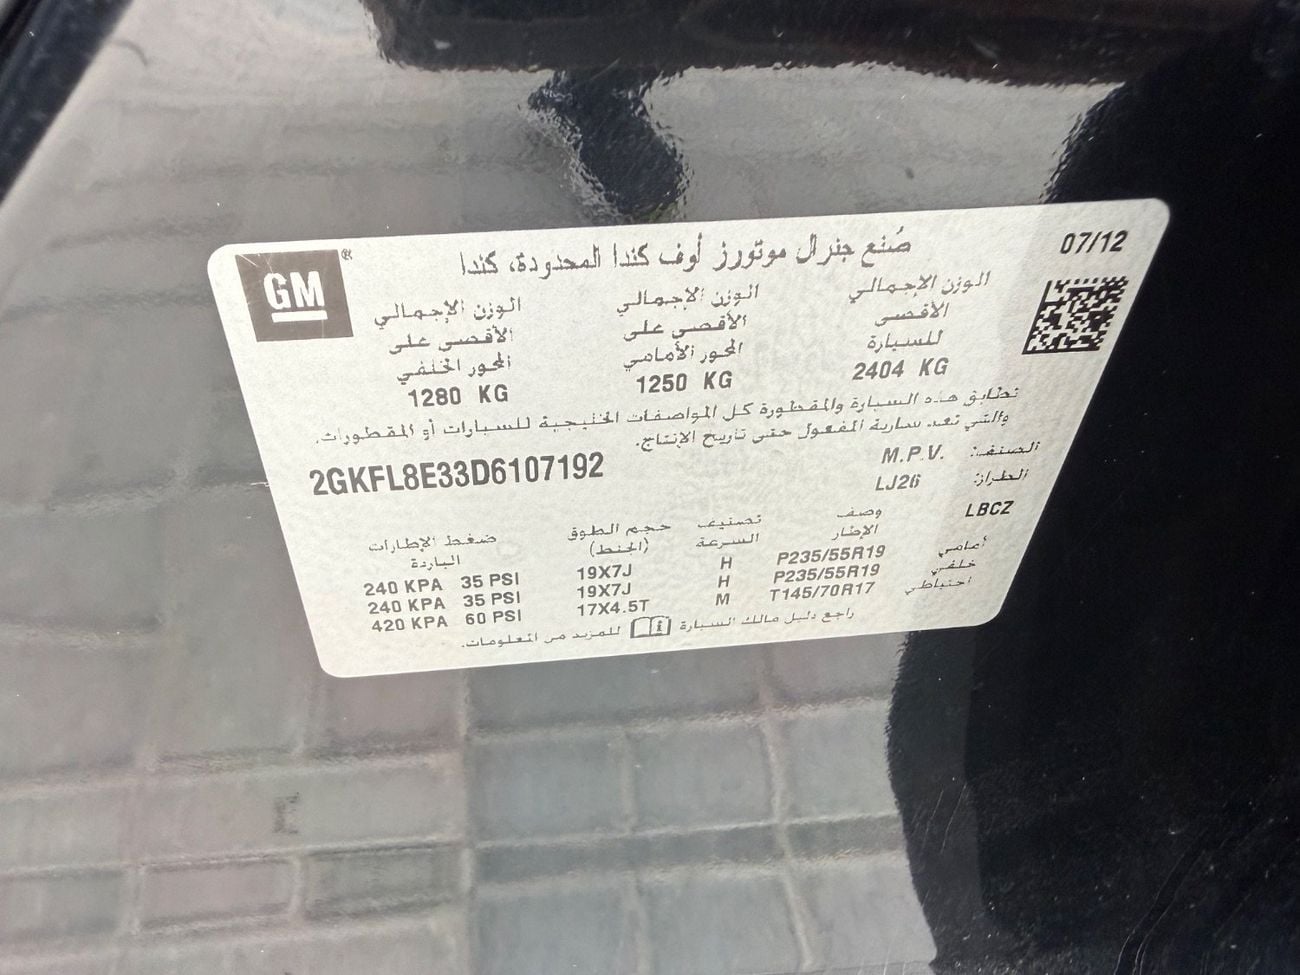 GM®
صُنع جنرال موتورز أوف كندا المحدودة، كندا
07/12
الوزن الإجمالي الأقصى للسيارة
2404 KG
الوزن الإجمالي الأقصى على المحور الأمامي
1250 KG
الوزن الإجمالي الأقصى على المحور الخلفي
1280 KG
تطابق هذه السيارة والمقطورة كل المواصفات الخليجية للسيارات أو المقطورات،
والتي تعد سارية المفعول حتى تاريخ الإنتاج.
2GKFL8E33D6107192
الصنف: M.P.V.
الطراز: LJ26
LBCZ
وصف الإطار تصنيف السرعة حجم الطوق (الجنط) ضغط الإطارات الباردة
أمامي P235/55R19 H 19X7J 240 KPA 35 PSI
خلفي P235/55R19 H 19X7J 240 KPA 35 PSI
احتياطي T145/70R17 M 17X4.5T 420 KPA 60 PSI
راجع دليل مالك السيارة للمزيد من المعلومات.